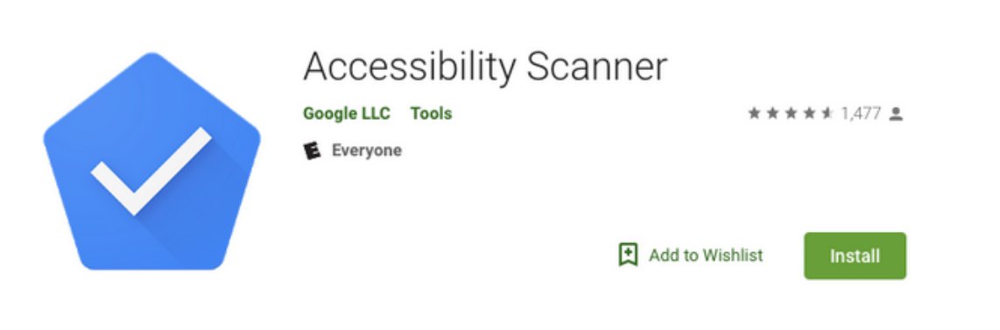 Accessibility Scanner
Google LLC Tools
1,477
E Everyone
Add to Wishlist
Install